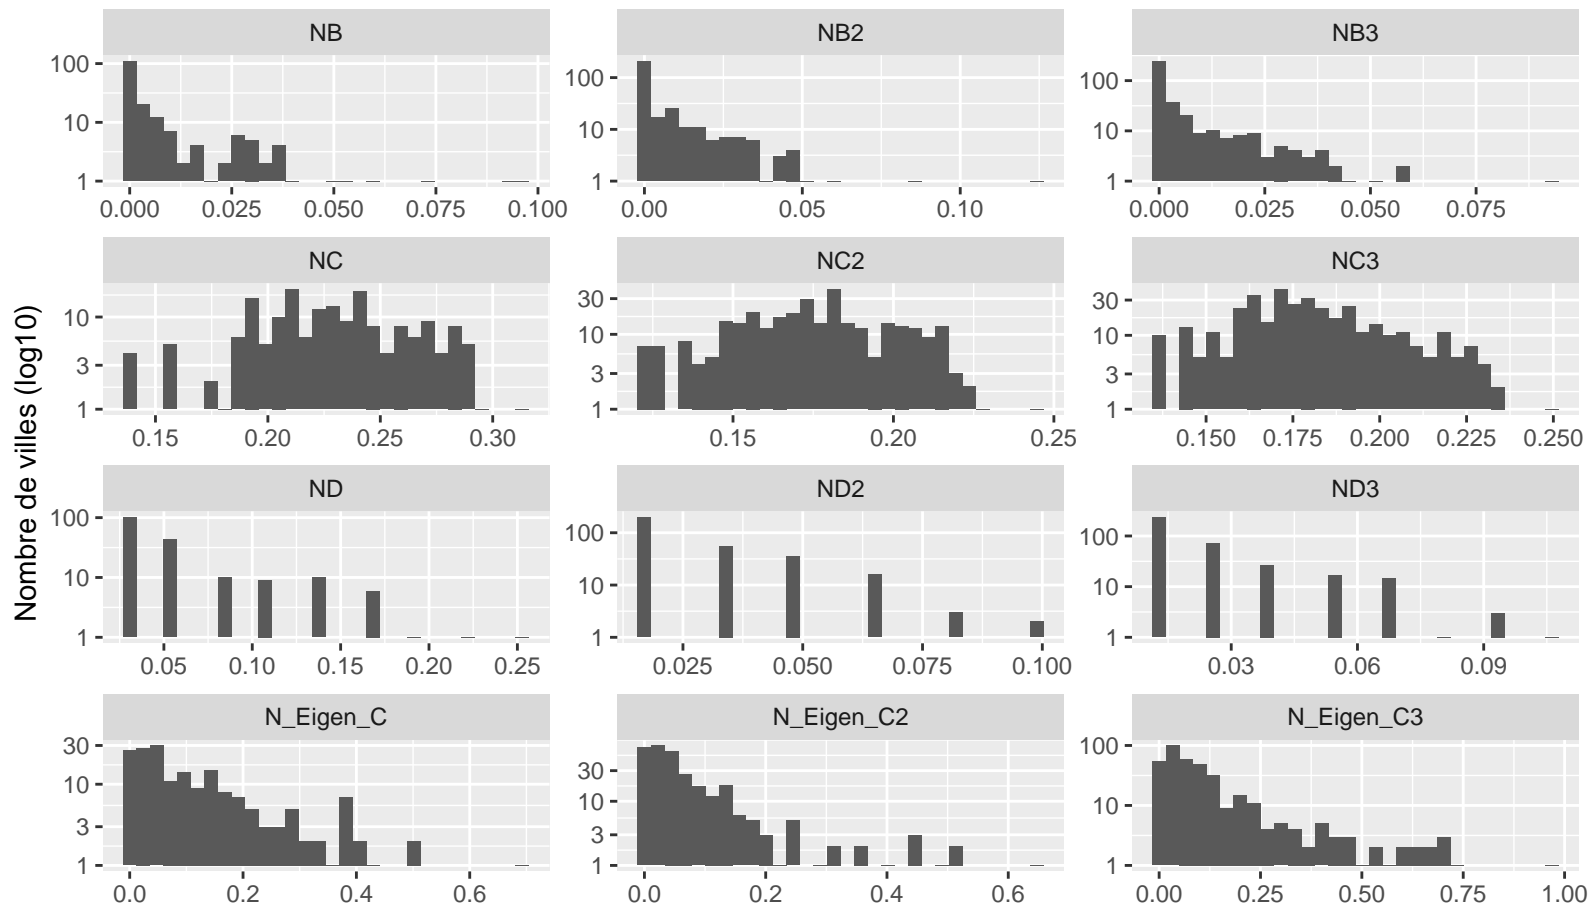 NB NB2 NB3
100 100 100
10 10 10
1 1 1
0.000 0.025 0.050 0.075 0.100 0.00 0.05 0.10 0.000 0.025 0.050 0.075
NC NC2 NC3
10 30 30
3 10 10
1 3 3
1 1
0.15 0.20 0.25 0.30 0.15 0.20 0.25 0.150 0.175 0.200 0.225 0.250
Nombre de villes (log10)
ND ND2 ND3
100 100 100
10 10 10
1 1 1
0.05 0.10 0.15 0.20 0.25 0.025 0.050 0.075 0.100 0.03 0.06 0.09
N_Eigen_C N_Eigen_C2 N_Eigen_C3
30 30 100
10 10 10
3 3 1
1 1
0.0 0.2 0.4 0.6 0.0 0.2 0.4 0.6 0.00 0.25 0.50 0.75 1.00